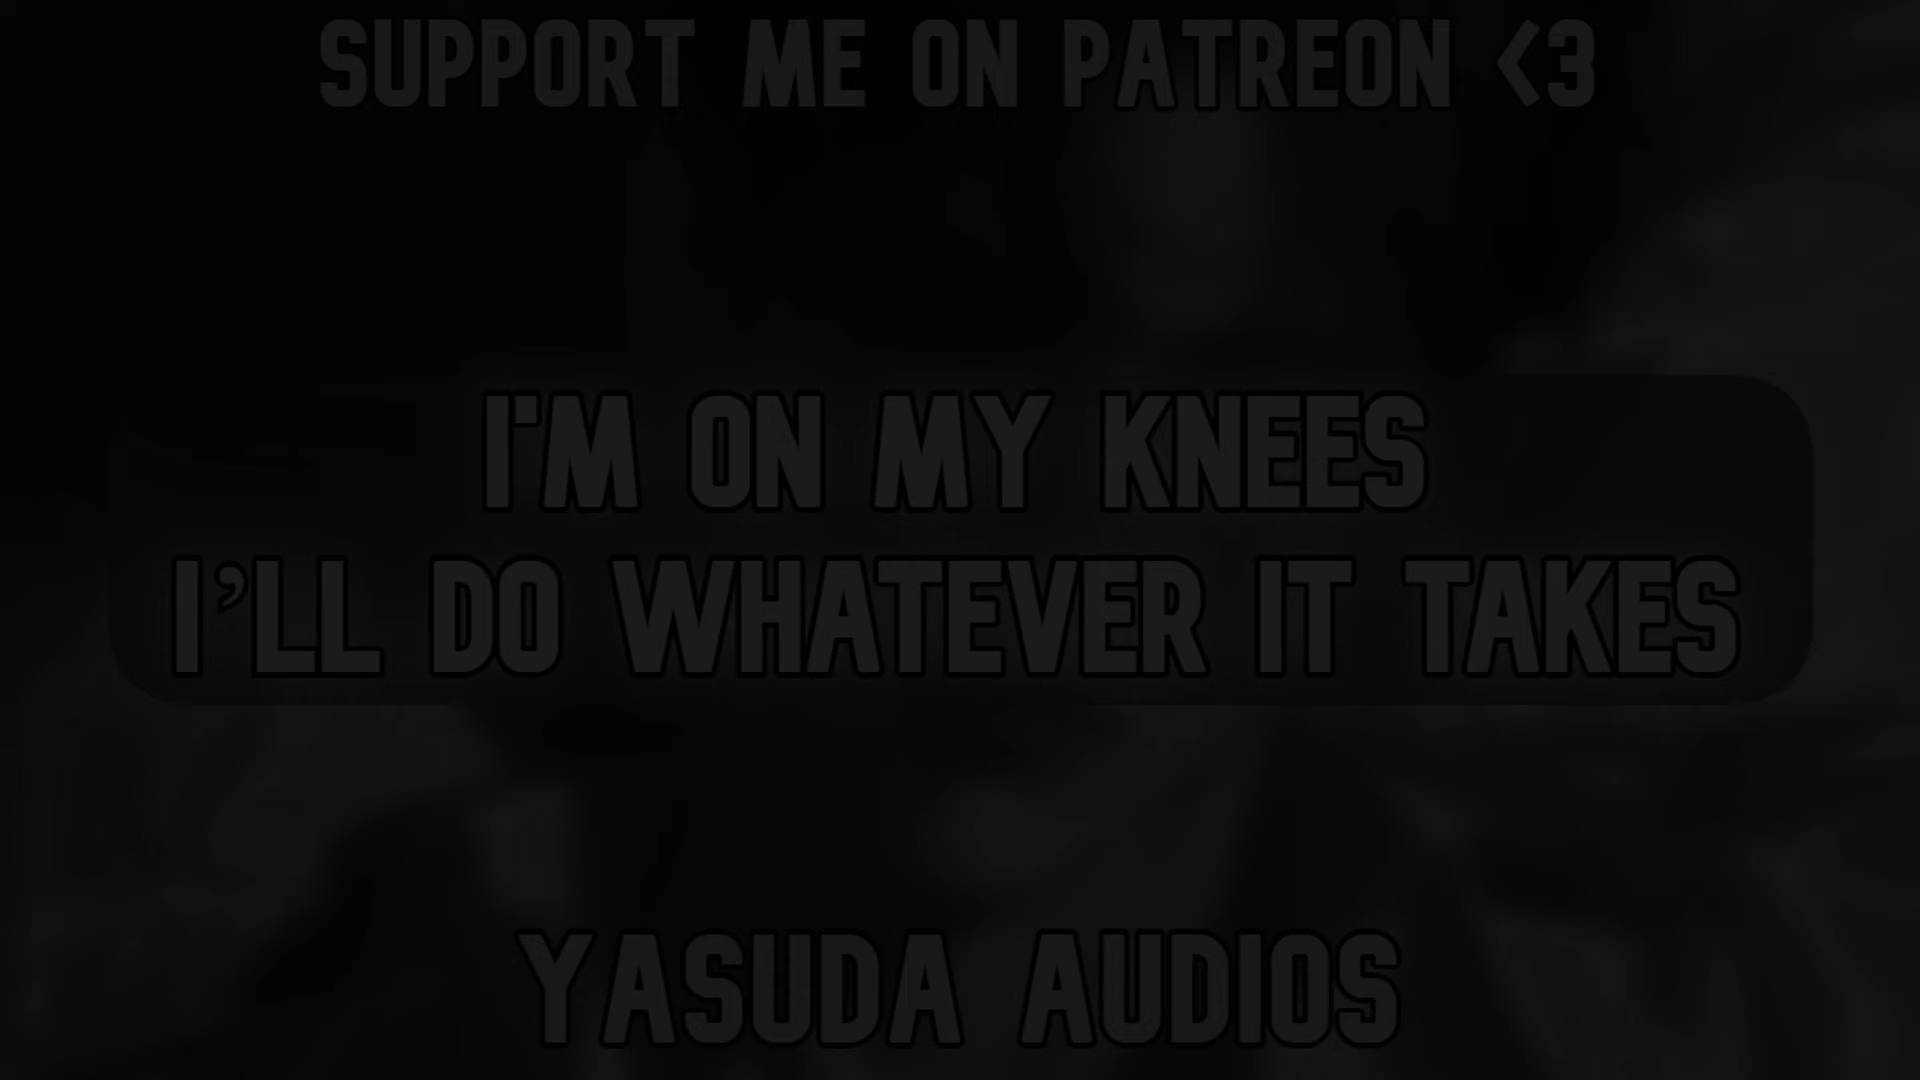 SUPPORT ME ON PATREON <3
I'M ON MY KNEES
I’LL DO WHATEVER IT TAKES
YASUDA AUDIOS